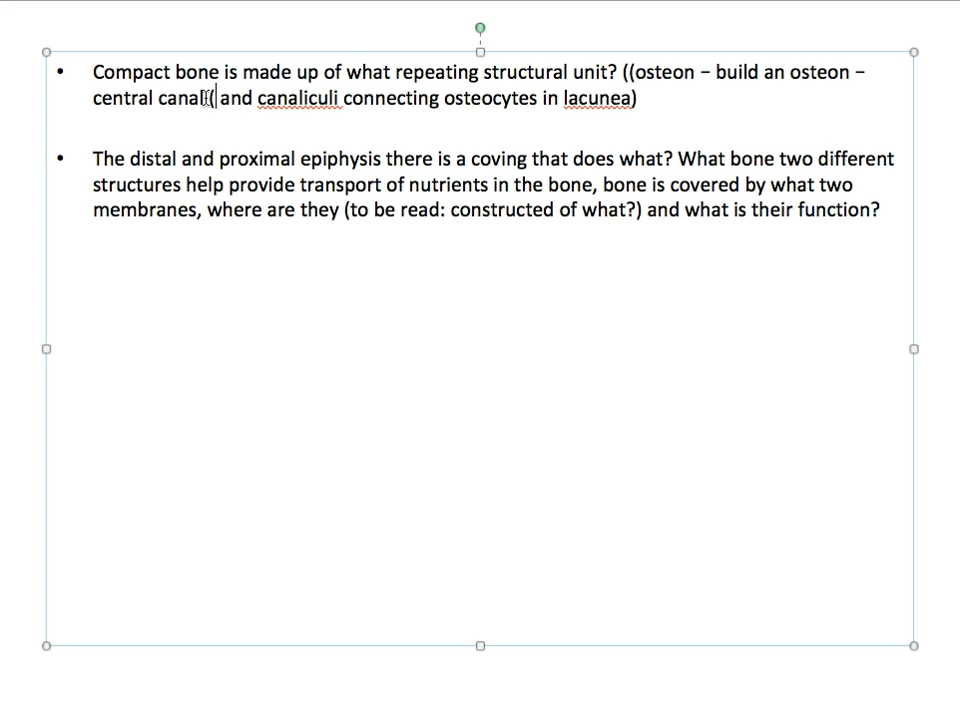 • Compact bone is made up of what repeating structural unit? ((osteon – build an osteon –
central canal(( and canaliculi connecting osteocytes in lacunea)
• The distal and proximal epiphysis there is a coving that does what? What bone two different
structures help provide transport of nutrients in the bone, bone is covered by what two
membranes, where are they (to be read: constructed of what?) and what is their function?